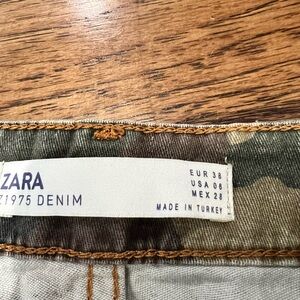 ZARA
Z1975 DENIM
EUR 38
USA 06
MEX 28
MADE IN TURKEY